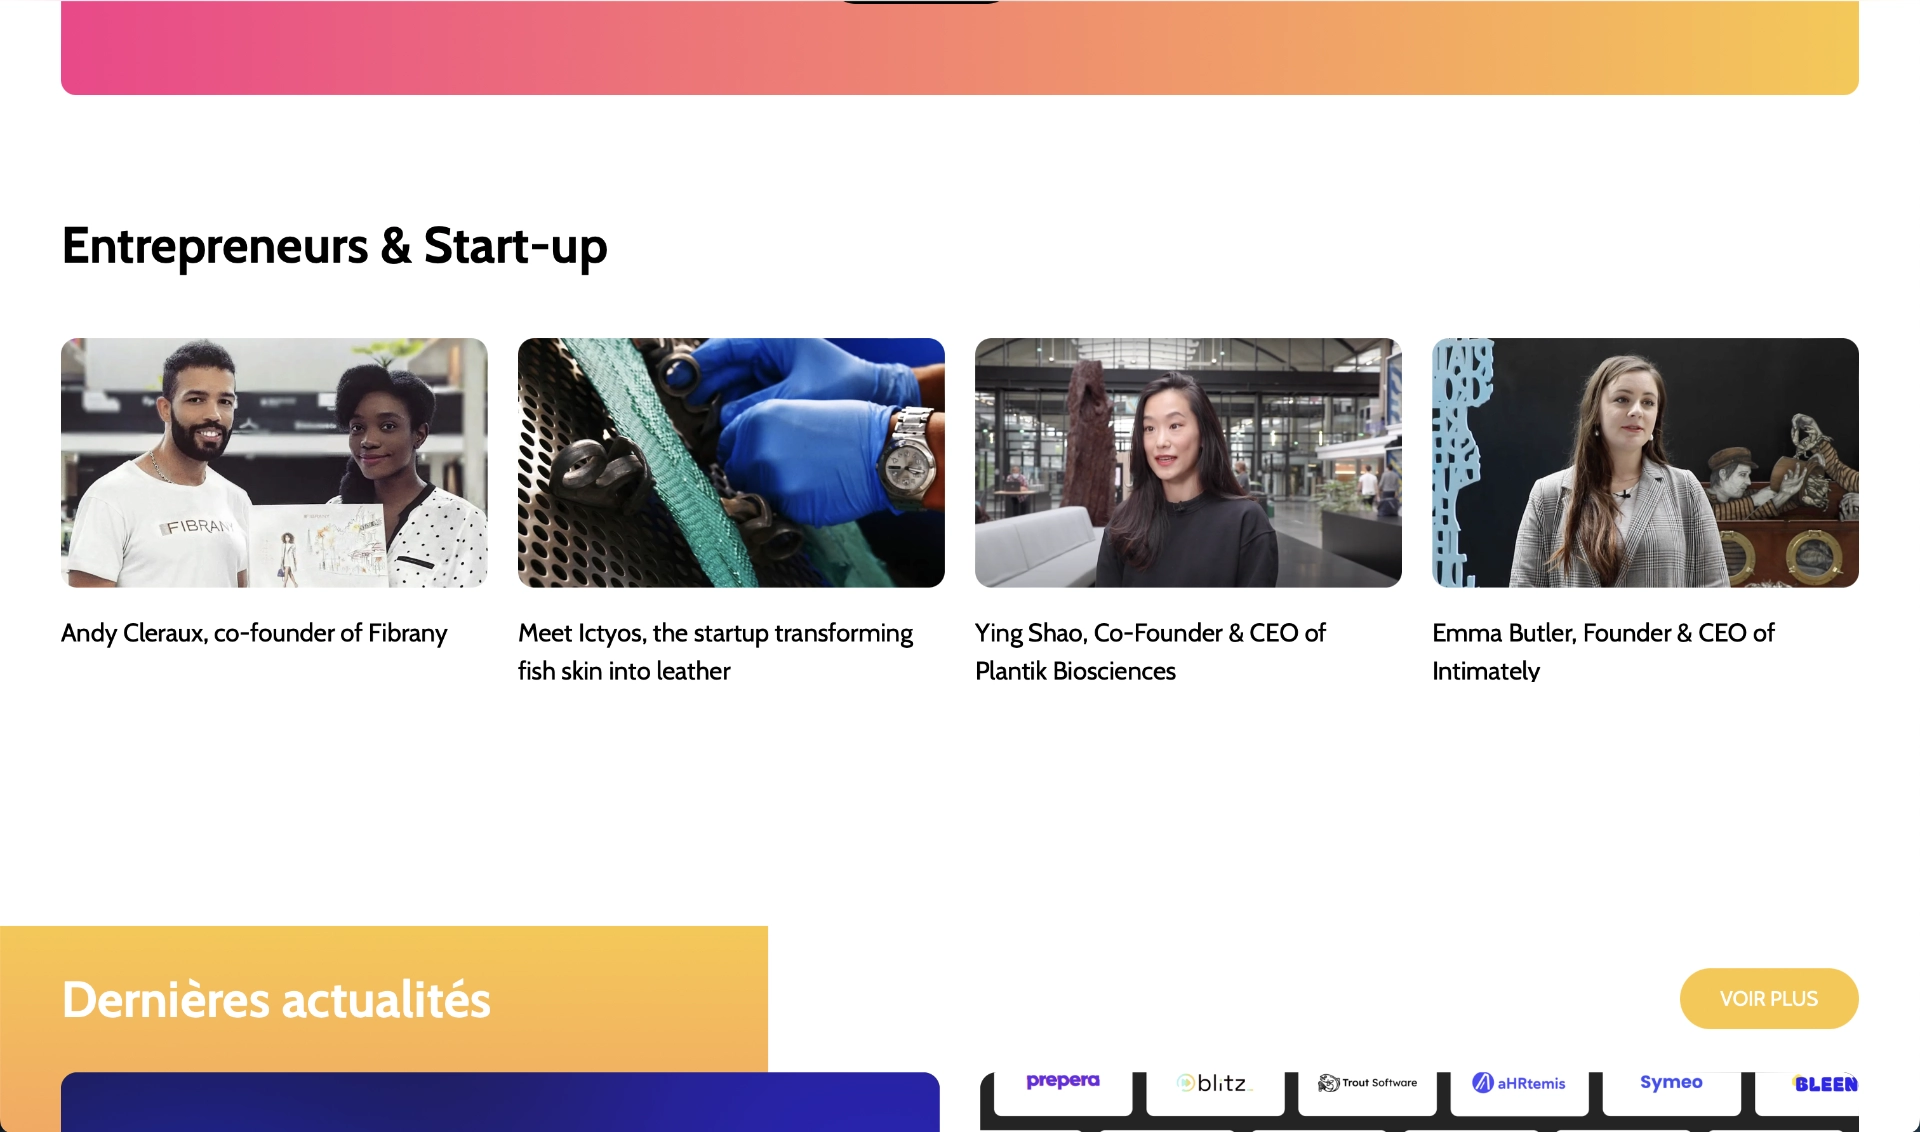 Entrepreneurs & Start-up
FIBRANY
Andy Cleraux, co-founder of Fibrany
Meet Ictyos, the startup transforming
fish skin into leather
Ying Shao, Co-Founder & CEO of
Plantik Biosciences
Emma Butler, Founder & CEO of
Intimately
Dernières actualités
VOIR PLUS
prepera
blitz_
Trout Software
aHRtemis
Symeo
BLEEN